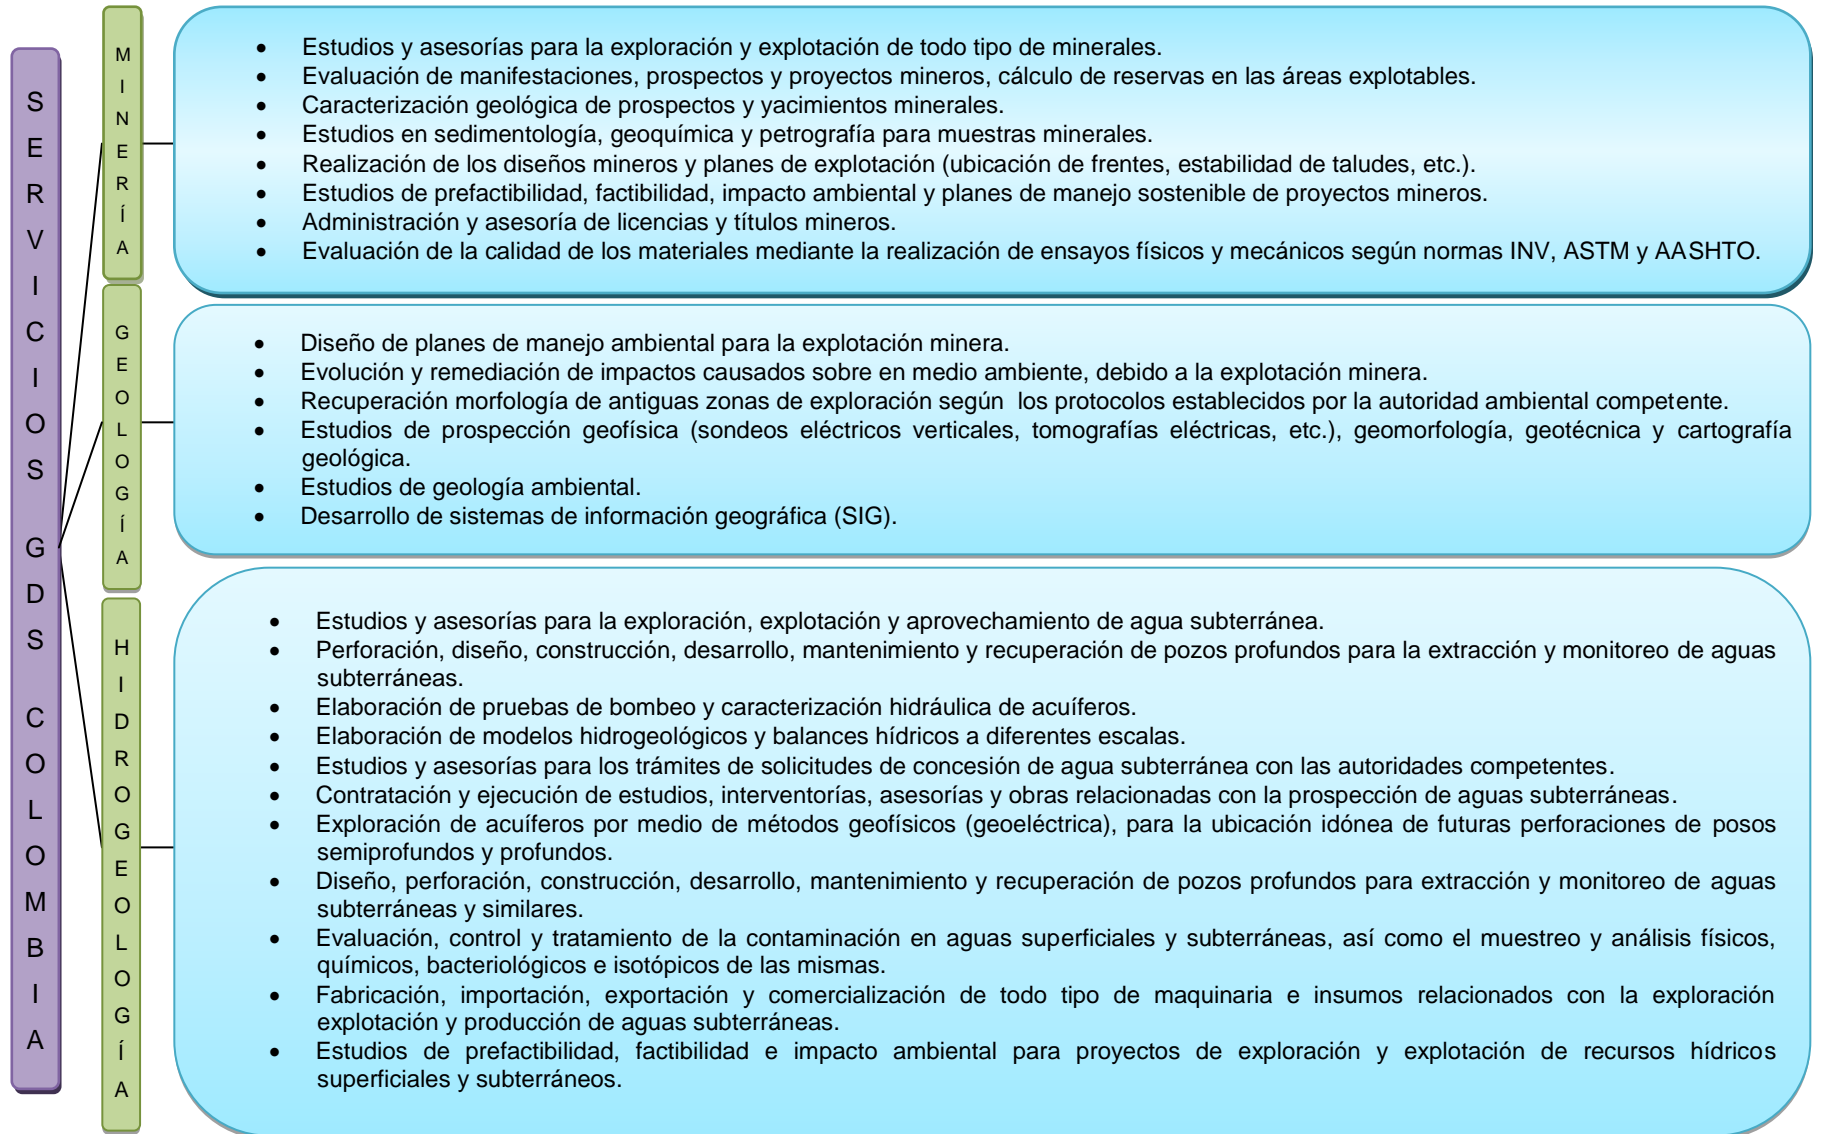 SERVICIOS GDS COLOMBIA
MINERÍA
• Estudios y asesorías para la exploración y explotación de todo tipo de minerales.
• Evaluación de manifestaciones, prospectos y proyectos mineros, cálculo de reservas en las áreas explotables.
• Caracterización geológica de prospectos y yacimientos minerales.
• Estudios en sedimentología, geoquímica y petrografía para muestras minerales.
• Realización de los diseños mineros y planes de explotación (ubicación de frentes, estabilidad de taludes, etc.).
• Estudios de prefactibilidad, factibilidad, impacto ambiental y planes de manejo sostenible de proyectos mineros.
• Administración y asesoría de licencias y títulos mineros.
• Evaluación de la calidad de los materiales mediante la realización de ensayos físicos y mecánicos según normas INV, ASTM y AASHTO.
GEOLOGÍA
• Diseño de planes de manejo ambiental para la explotación minera.
• Evolución y remediación de impactos causados sobre en medio ambiente, debido a la explotación minera.
• Recuperación morfología de antiguas zonas de exploración según los protocolos establecidos por la autoridad ambiental competente.
• Estudios de prospección geofísica (sondeos eléctricos verticales, tomografías eléctricas, etc.), geomorfología, geotécnica y cartografía
geológica.
• Estudios de geología ambiental.
• Desarrollo de sistemas de información geográfica (SIG).
HIDROGEOLOGÍA
• Estudios y asesorías para la exploración, explotación y aprovechamiento de agua subterránea.
• Perforación, diseño, construcción, desarrollo, mantenimiento y recuperación de pozos profundos para la extracción y monitoreo de aguas
subterráneas.
• Elaboración de pruebas de bombeo y caracterización hidráulica de acuíferos.
• Elaboración de modelos hidrogeológicos y balances hídricos a diferentes escalas.
• Estudios y asesorías para los trámites de solicitudes de concesión de agua subterránea con las autoridades competentes.
• Contratación y ejecución de estudios, interventorías, asesorías y obras relacionadas con la prospección de aguas subterráneas.
• Exploración de acuíferos por medio de métodos geofísicos (geoeléctrica), para la ubicación idónea de futuras perforaciones de posos
semiprofundos y profundos.
• Diseño, perforación, construcción, desarrollo, mantenimiento y recuperación de pozos profundos para extracción y monitoreo de aguas
subterráneas y similares.
• Evaluación, control y tratamiento de la contaminación en aguas superficiales y subterráneas, así como el muestreo y análisis físicos,
químicos, bacteriológicos e isotópicos de las mismas.
• Fabricación, importación, exportación y comercialización de todo tipo de maquinaria e insumos relacionados con la exploración
explotación y producción de aguas subterráneas.
• Estudios de prefactibilidad, factibilidad e impacto ambiental para proyectos de exploración y explotación de recursos hídricos
superficiales y subterráneos.